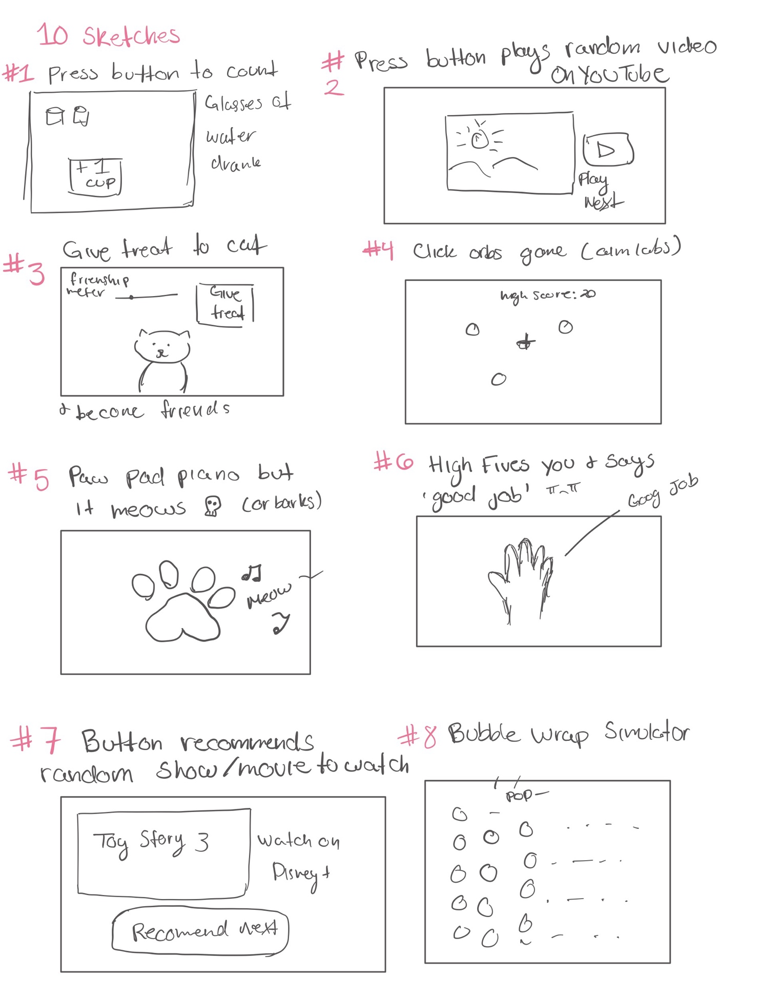 10 Sketches
#1 Press button to count
Glasses of
water
drank
+1
cup
#2 Press button plays random video
on YouTube
Play
Next
#3 Give treat to cat
frienship
meter
Give
treat
& become friends
#4 Click orbs game (aimlabs)
high score: 20
#5 Paw pad piano but
it meows 💀 (or barks)
♫
Meow
♪
#6 High Fives you & says
'good job' π_π
Goog Job
#7 Button recommends
random show/movie to watch
Toy Story 3
Watch on
Disney+
Recomend next
#8 Bubble Wrap Simulator
POP